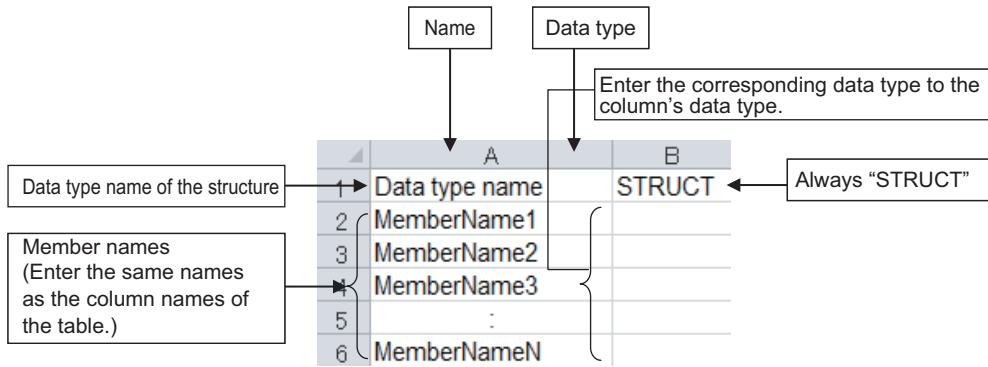 Name
Data type
Enter the corresponding data type to the
column's data type.
A
B
Data type name of the structure
1
Data type name
STRUCT
Always “STRUCT”
2
MemberName1
Member names
(Enter the same names
as the column names of
the table.)
3
MemberName2
4
MemberName3
5
:
6
MemberNameN